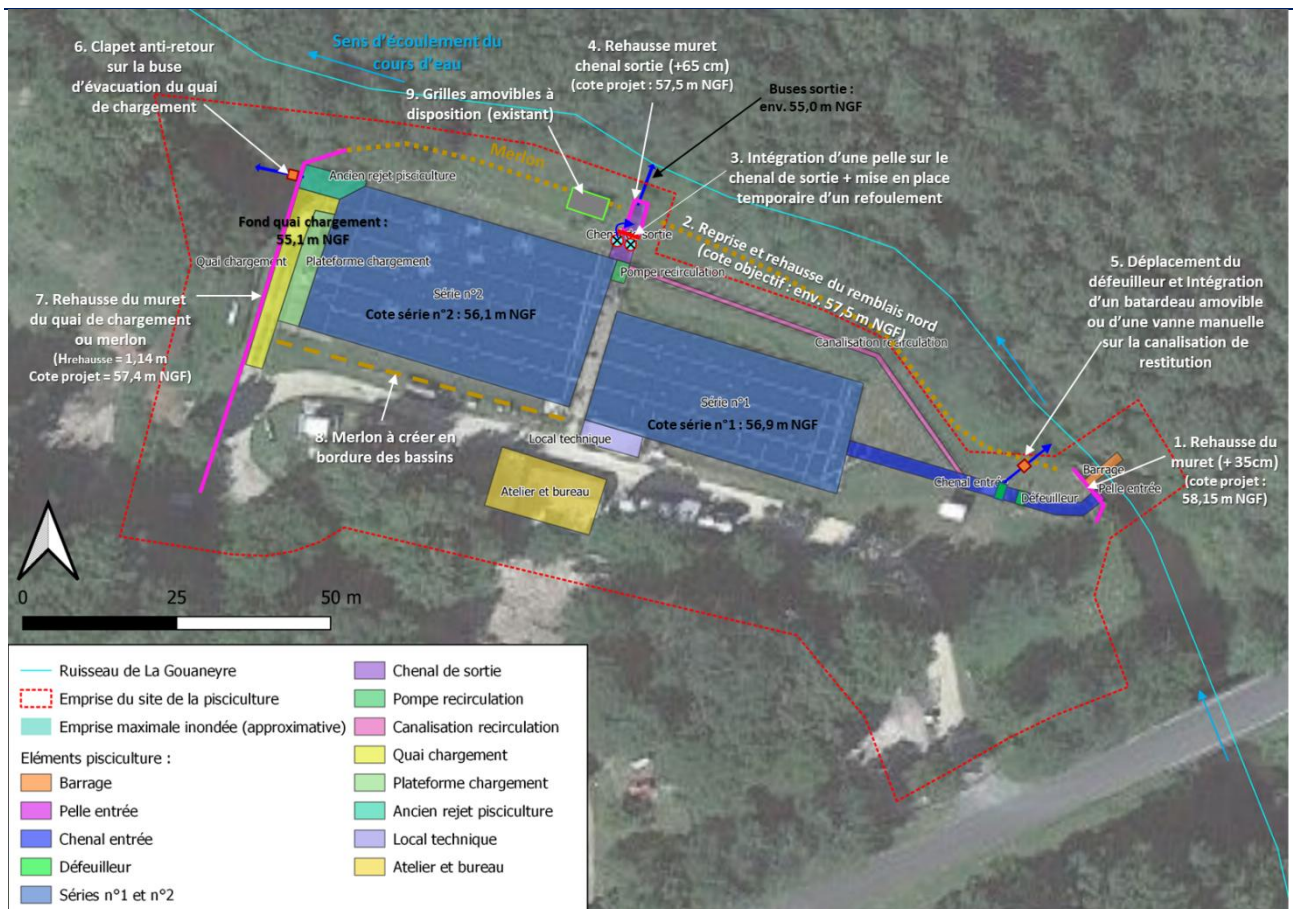 6. Clapet anti-retour
sur la buse
d'évacuation du quai
de chargement
Sens d'écoulement du
cours d'eau
9. Grilles amovibles à
disposition (existant)
4. Rehausse muret
chenal sortie (+65 cm)
(cote projet : 57,5 m NGF)
Buses sortie :
env. 55,0 m NGF
3. Intégration d'une pelle sur le
chenal de sortie + mise en place
temporaire d'un refoulement
Merlon
Ancien rejet pisciculture
Fond quai chargement :
55,1 m NGF
Quai chargement
Plateforme chargement
Chenal de sortie
Pompe recirculation
2. Reprise et rehausse du remblais nord
(cote objectif : env. 57,5 m NGF)
Canalisation recirculation
5. Déplacement du
défeuilleur et Intégration
d'un batardeau amovible
ou d'une vanne manuelle
sur la canalisation de
restitution
Série n°2
Cote série n°2 : 56,1 m NGF
7. Rehausse du muret
du quai de chargement
ou merlon
(Hrehausse = 1,14 m
Cote projet = 57,4 m NGF)
Série n°1
Cote série n°1 : 56,9 m NGF
8. Merlon à créer en
bordure des bassins
Local technique
Atelier et bureau
Chenal entrée
Défeuilleur
Barrage
Pelle entrée
1. Rehausse du
muret (+ 35cm)
(cote projet :
58,15 m NGF)
0 25 50 m
Ruisseau de La Gouaneyre
Emprise du site de la pisciculture
Emprise maximale inondée (approximative)
Eléments pisciculture :
Barrage
Pelle entrée
Chenal entrée
Défeuilleur
Séries n°1 et n°2
Chenal de sortie
Pompe recirculation
Canalisation recirculation
Quai chargement
Plateforme chargement
Ancien rejet pisciculture
Local technique
Atelier et bureau